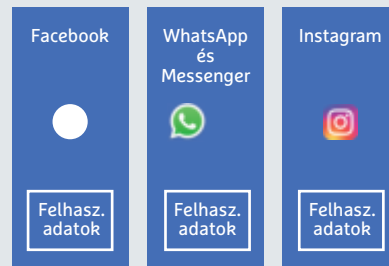 Facebook
WhatsApp
és
Messenger
Instagram
Felhasz.
adatok
Felhasz.
adatok
Felhasz.
adatok